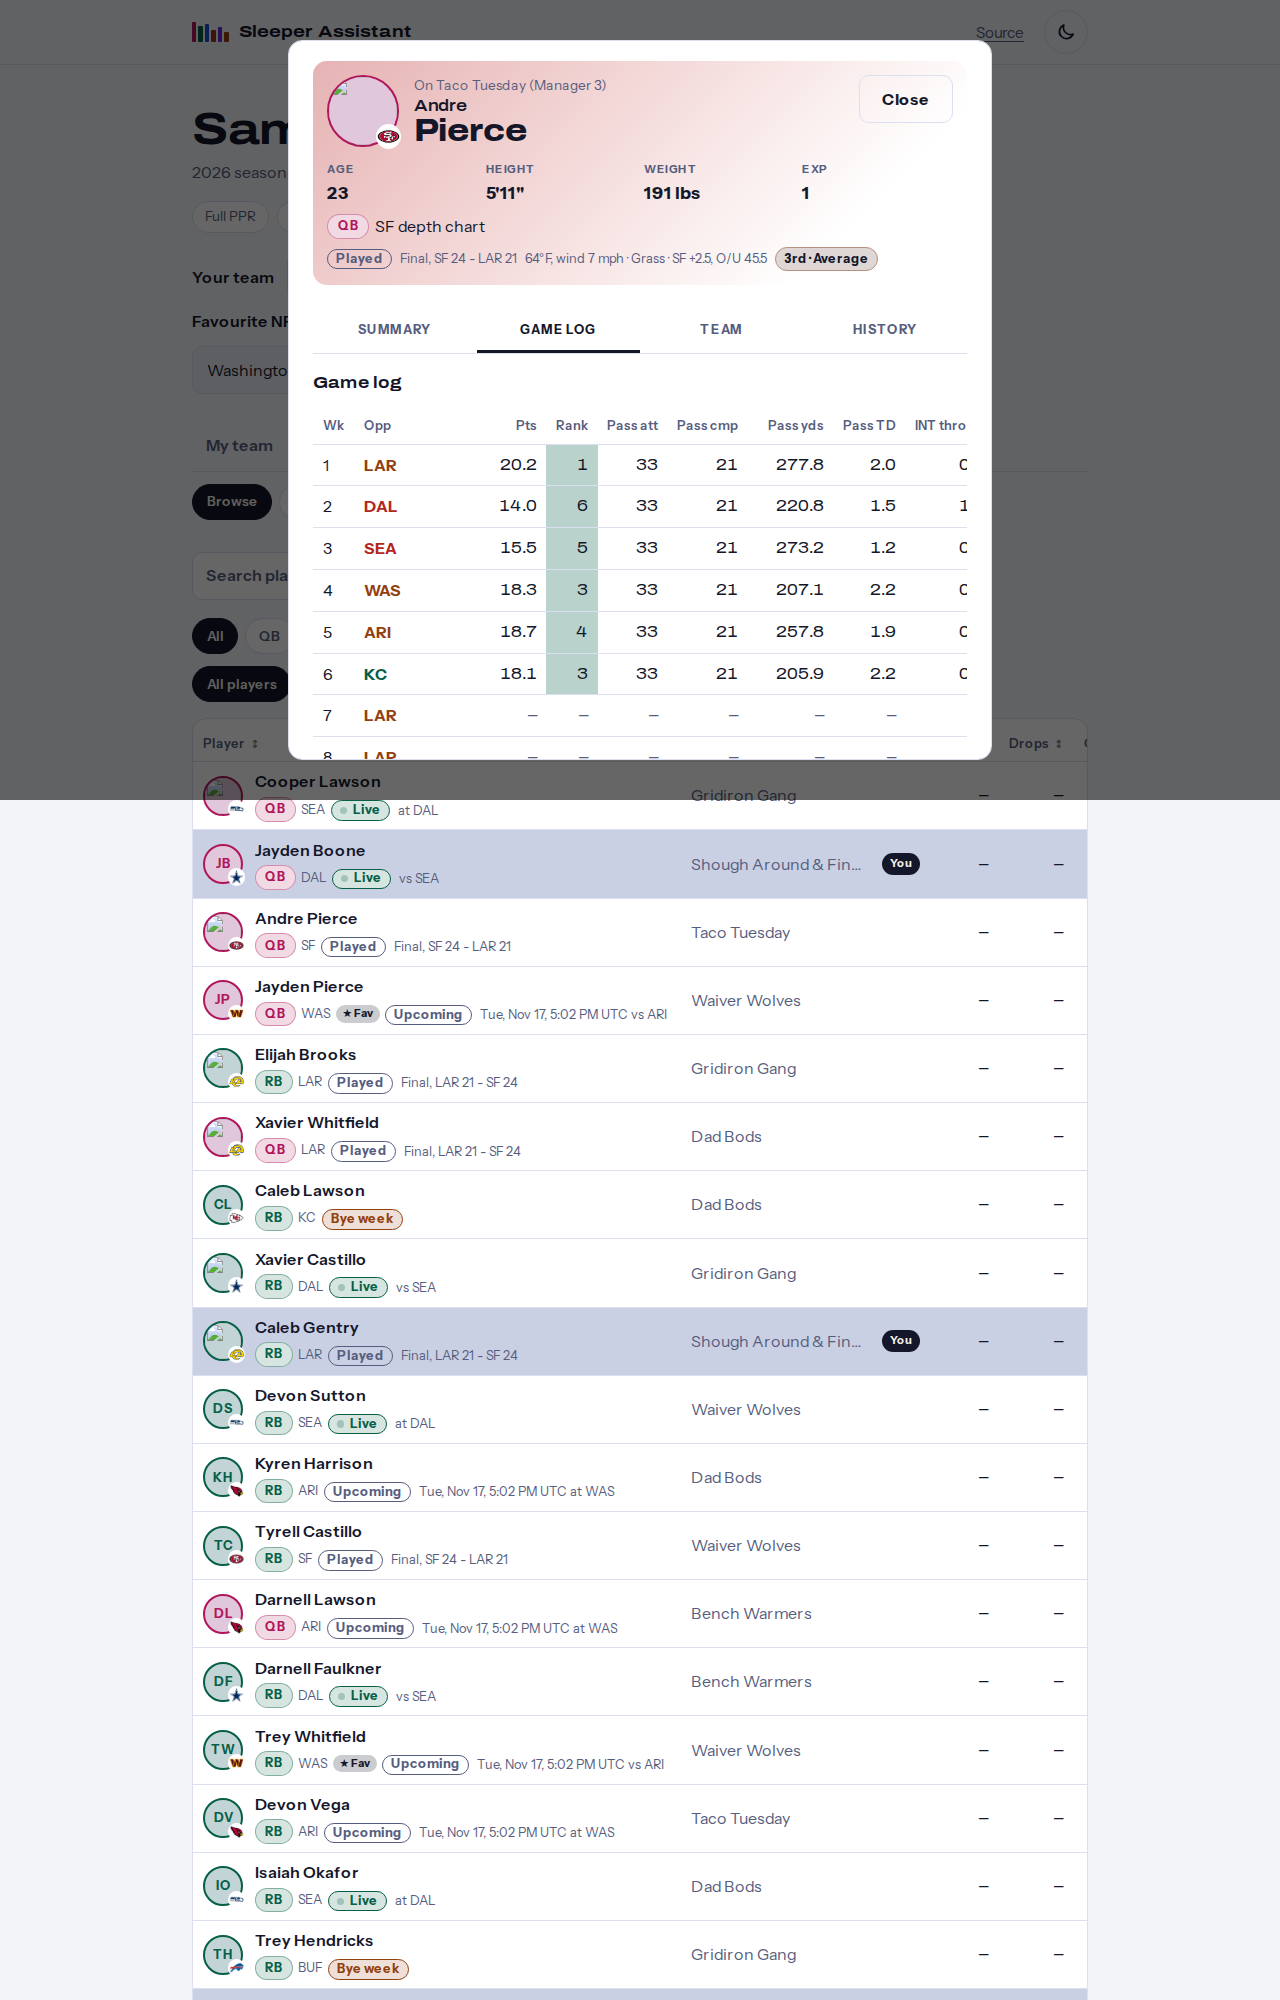 Sleeper Assistant
Source
Sam
2026 season
Full PPR
Your team
Favourite NF
Washingto
My team
Browse
Search pla
All
QB
All players
On Taco Tuesday (Manager 3)
Andre
Pierce
Close
AGE HEIGHT WEIGHT EXP
23 5'11" 191 lbs 1
QB SF depth chart
Played Final, SF 24 - LAR 21 64°F, wind 7 mph · Grass · SF +2.5, O/U 45.5 3rd · Average
SUMMARY GAME LOG TEAM HISTORY
Game log
Wk Opp Pts Rank Pass att Pass cmp Pass yds Pass TD INT thro
1 LAR 20.2 1 33 21 277.8 2.0 0
2 DAL 14.0 6 33 21 220.8 1.5 1
3 SEA 15.5 5 33 21 273.2 1.2 0
4 WAS 18.3 3 33 21 207.1 2.2 0
5 ARI 18.7 4 33 21 257.8 1.9 0
6 KC 18.1 3 33 21 205.9 2.2 0
7 LAR – – – – – –
8 LAR – – – – – –
Player ↕ Drops ↕
Cooper Lawson
QB SEA Live at DAL Gridiron Gang – –
Jayden Boone
JB QB DAL Live vs SEA Shough Around & Fin... You – –
Andre Pierce
QB SF Played Final, SF 24 - LAR 21 Taco Tuesday – –
Jayden Pierce
JP QB WAS ★ Fav Upcoming Tue, Nov 17, 5:02 PM UTC vs ARI Waiver Wolves – –
Elijah Brooks
RB LAR Played Final, LAR 21 - SF 24 Gridiron Gang – –
Xavier Whitfield
QB LAR Played Final, LAR 21 - SF 24 Dad Bods – –
Caleb Lawson
CL RB KC Bye week Dad Bods – –
Xavier Castillo
RB DAL Live vs SEA Gridiron Gang – –
Caleb Gentry
RB LAR Played Final, LAR 21 - SF 24 Shough Around & Fin... You – –
Devon Sutton
DS RB SEA Live at DAL Waiver Wolves – –
Kyren Harrison
KH RB ARI Upcoming Tue, Nov 17, 5:02 PM UTC at WAS Dad Bods – –
Tyrell Castillo
TC RB SF Played Final, SF 24 - LAR 21 Waiver Wolves – –
Darnell Lawson
DL QB ARI Upcoming Tue, Nov 17, 5:02 PM UTC at WAS Bench Warmers – –
Darnell Faulkner
DF RB DAL Live vs SEA Bench Warmers – –
Trey Whitfield
TW RB WAS ★ Fav Upcoming Tue, Nov 17, 5:02 PM UTC vs ARI Waiver Wolves – –
Devon Vega
DV RB ARI Upcoming Tue, Nov 17, 5:02 PM UTC at WAS Taco Tuesday – –
Isaiah Okafor
IO RB SEA Live at DAL Dad Bods – –
Trey Hendricks
TH RB BUF Bye week Gridiron Gang – –